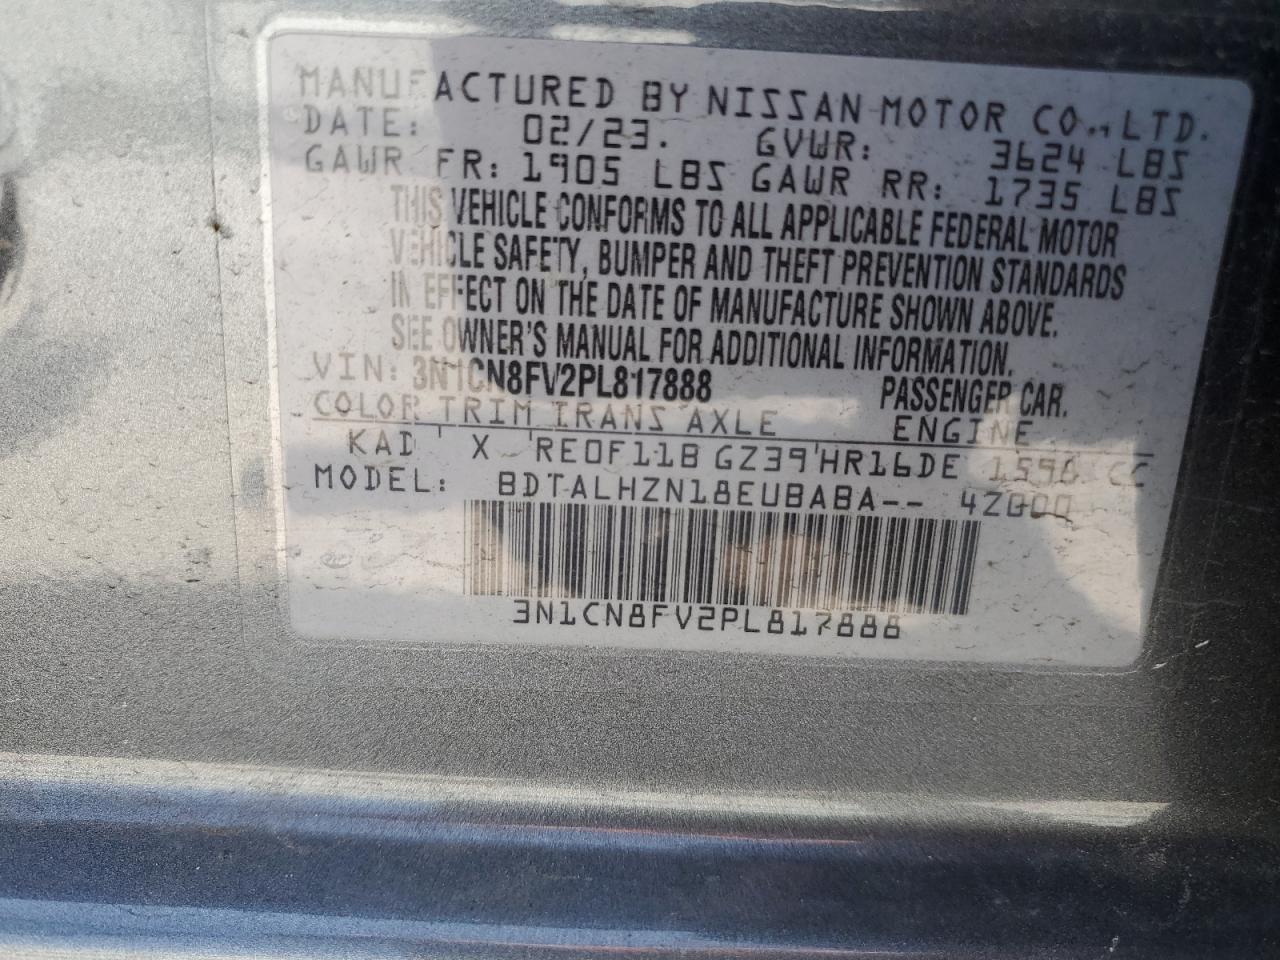 MANUFACTURED BY NISSAN MOTOR CO., LTD.
DATE: 02/23. GVWR: 3624 LBS
GAWR FR: 1905 LBS GAWR RR: 1735 LBS
THIS VEHICLE CONFORMS TO ALL APPLICABLE FEDERAL MOTOR
VEHICLE SAFETY, BUMPER AND THEFT PREVENTION STANDARDS
IN EFFECT ON THE DATE OF MANUFACTURE SHOWN ABOVE.
SEE OWNER'S MANUAL FOR ADDITIONAL INFORMATION.
VIN: 3N1CN8FV2PL817888 PASSENGER CAR.
COLOR TRIM TRANS AXLE ENGINE
KAD X RE0F11B GZ39 HR16DE 1598 CC
MODEL: BDTALHZN18EUBABA-- 4Z000
3N1CN8FV2PL817888